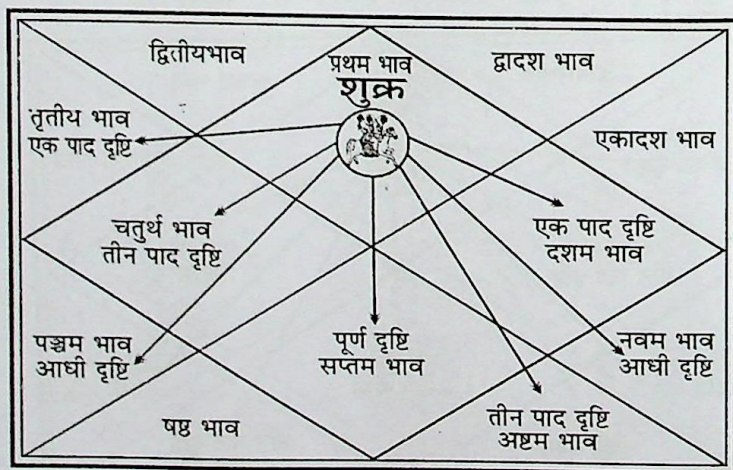 द्वितीयभाव
प्रथम भाव
शुक्र
द्वादश भाव
तृतीय भाव
एक पाद दृष्टि
एकादश भाव
चतुर्थ भाव
तीन पाद दृष्टि
एक पाद दृष्टि
दशम भाव
पञ्चम भाव
आधी दृष्टि
पूर्ण दृष्टि
सप्तम भाव
नवम भाव
आधी दृष्टि
षष्ठ भाव
तीन पाद दृष्टि
अष्टम भाव